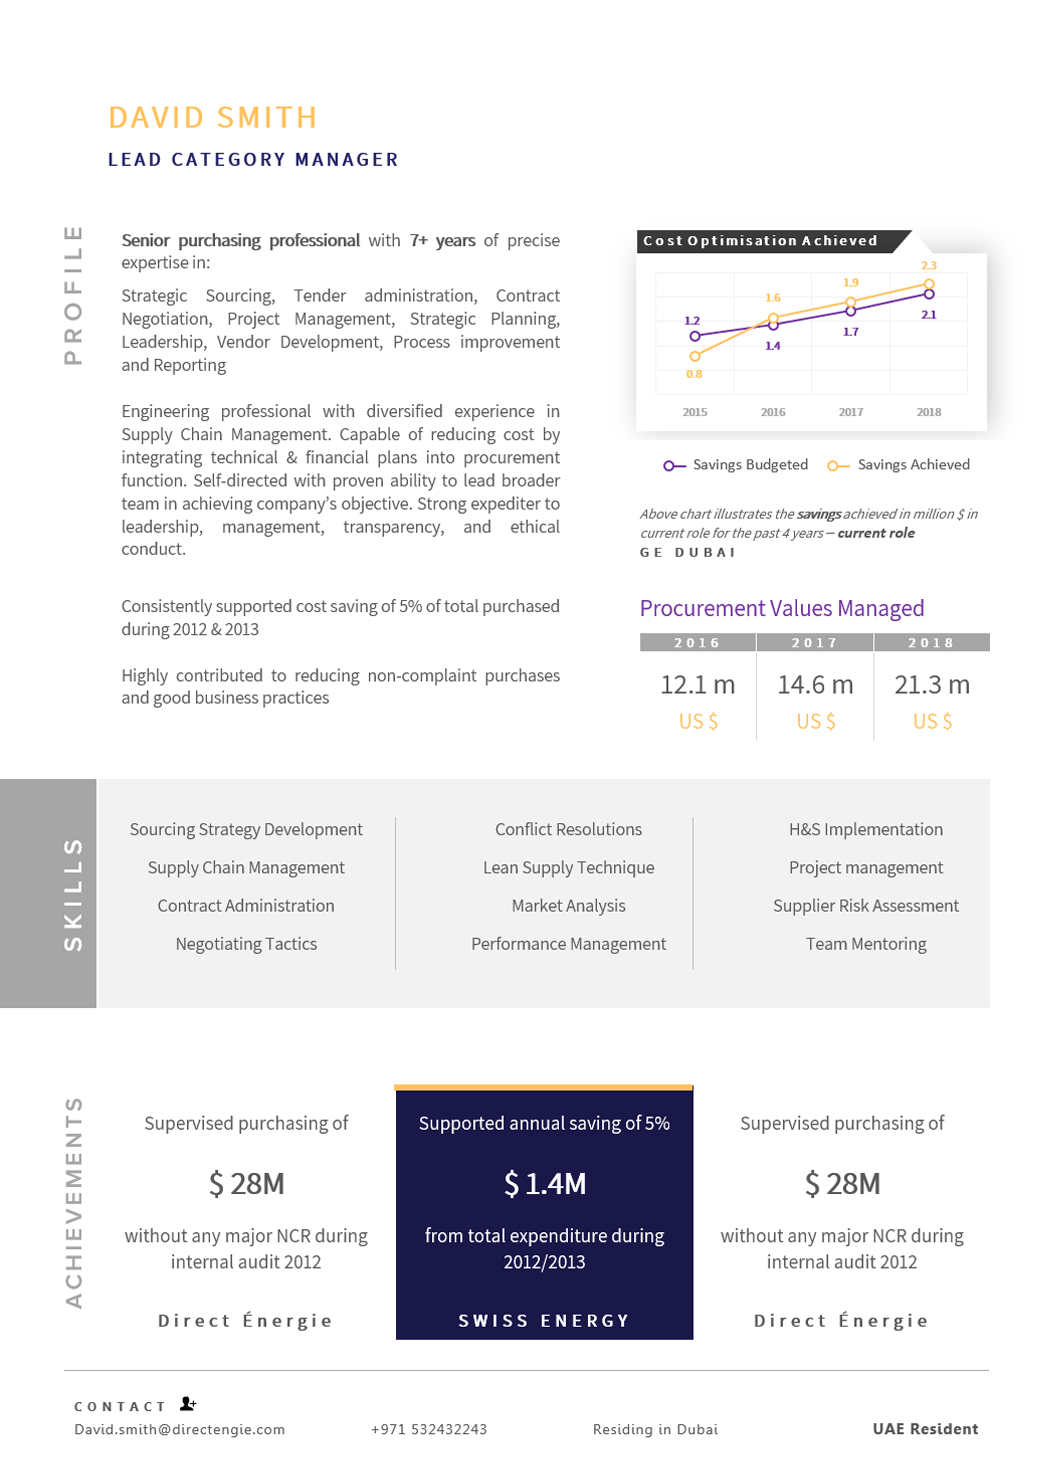 DAVID SMITH
LEAD CATEGORY MANAGER
PROFILE
Senior purchasing professional with 7+ years of precise
expertise in:
Strategic Sourcing, Tender administration, Contract
Negotiation, Project Management, Strategic Planning,
Leadership, Vendor Development, Process improvement
and Reporting
Engineering professional with diversified experience in
Supply Chain Management. Capable of reducing cost by
integrating technical & financial plans into procurement
function. Self-directed with proven ability to lead broader
team in achieving company's objective. Strong expediter to
leadership, management, transparency, and ethical
conduct.
Consistently supported cost saving of 5% of total purchased
during 2012 & 2013
Highly contributed to reducing non-complaint purchases
and good business practices
Cost Optimisation Achieved
2.3
1.9
1.6
1.2
2.1
1.7
1.4
0.8
2015 2016 2017 2018
Savings Budgeted Savings Achieved
Above chart illustrates the savings achieved in million $ in
current role for the past 4 years – current role
GE DUBAI
Procurement Values Managed
2016 2017 2018
12.1 m 14.6 m 21.3 m
US $ US $ US $
SKILLS
Sourcing Strategy Development
Supply Chain Management
Contract Administration
Negotiating Tactics
Conflict Resolutions
Lean Supply Technique
Market Analysis
Performance Management
H&S Implementation
Project management
Supplier Risk Assessment
Team Mentoring
ACHIEVEMENTS
Supervised purchasing of
$ 28M
without any major NCR during
internal audit 2012
Direct Énergie
Supported annual saving of 5%
$ 1.4M
from total expenditure during
2012/2013
SWISS ENERGY
Supervised purchasing of
$ 28M
without any major NCR during
internal audit 2012
Direct Énergie
CONTACT
David.smith@directengie.com +971 532432243 Residing in Dubai UAE Resident